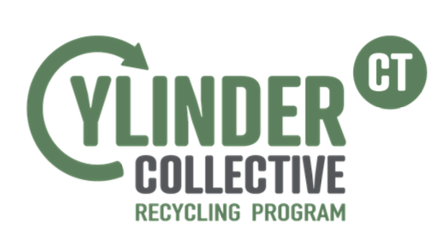 CYLINDER
CT
COLLECTIVE
RECYCLING PROGRAM